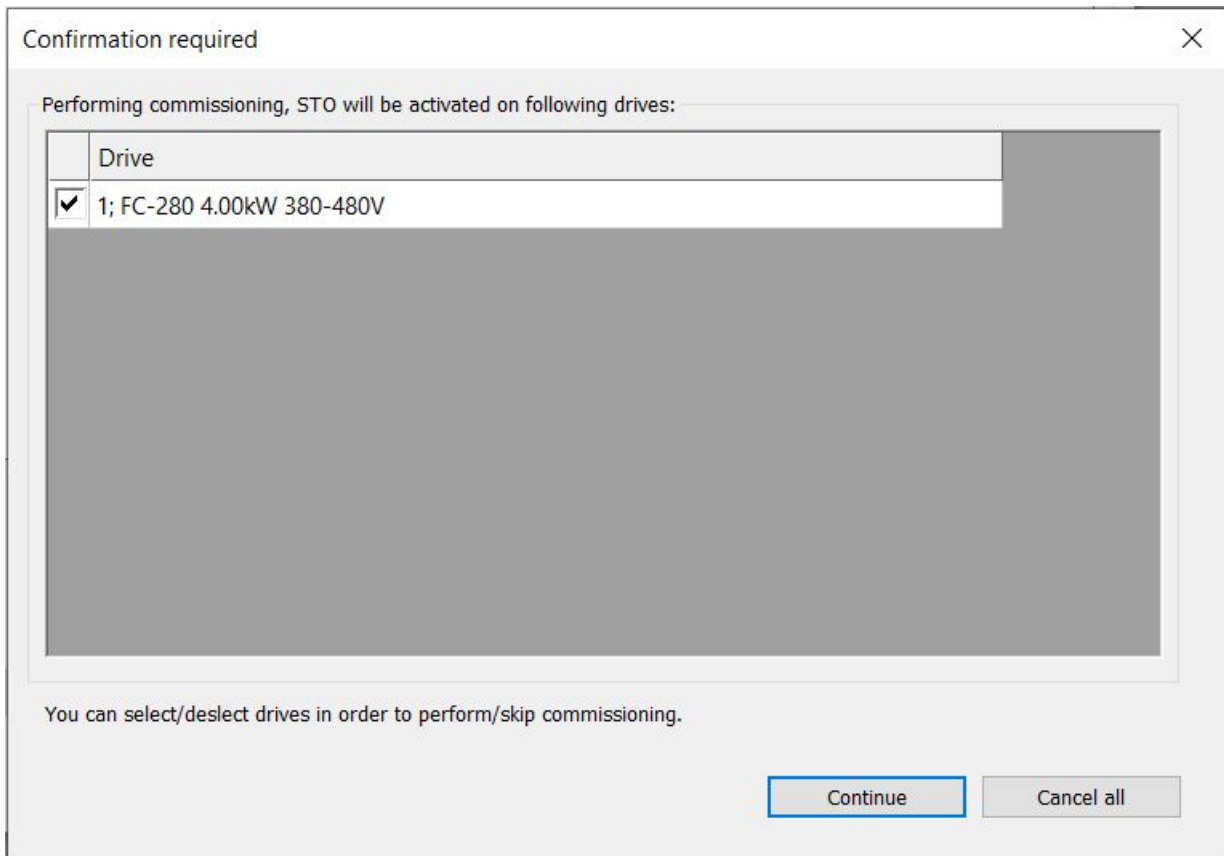 Confirmation required
Performing commissioning, STO will be activated on following drives:
Drive
1; FC-280 4.00kW 380-480V
You can select/deslect drives in order to perform/skip commissioning.
Continue
Cancel all